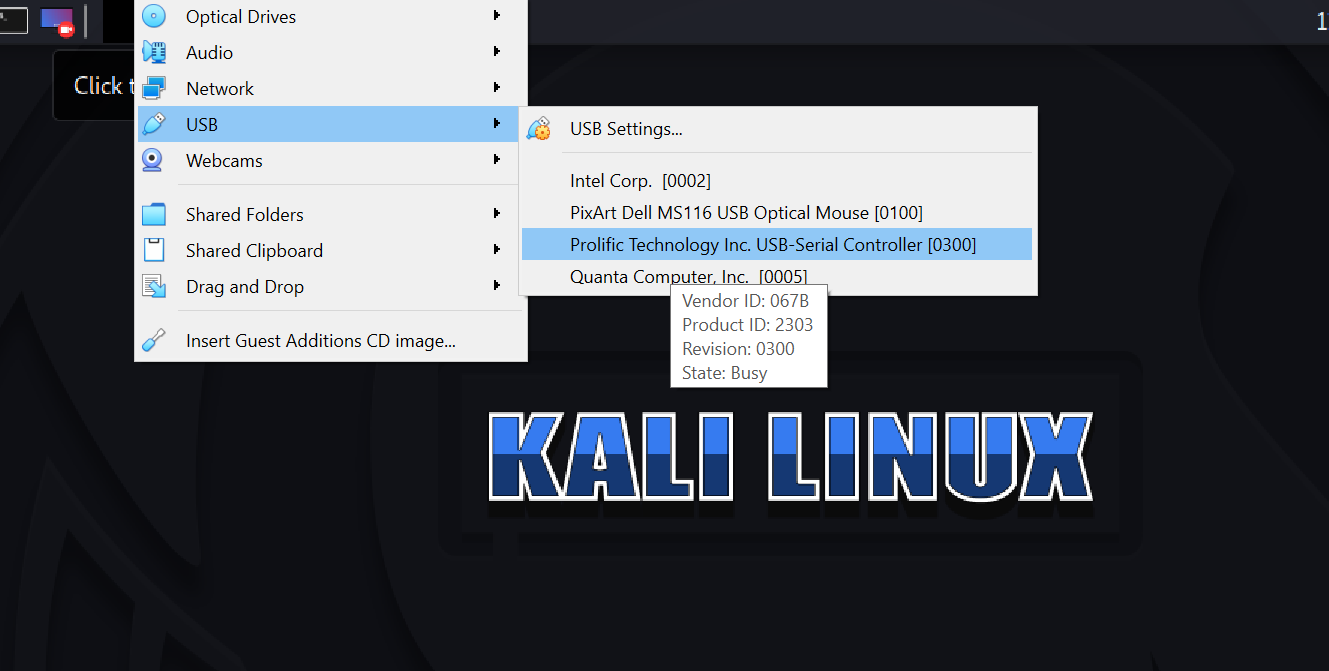 Optical Drives
Audio
Network
USB
Webcams
Shared Folders
Shared Clipboard
Drag and Drop
Insert Guest Additions CD image...
Click
USB Settings...
Intel Corp.  [0002]
PixArt Dell MS116 USB Optical Mouse [0100]
Prolific Technology Inc. USB-Serial Controller [0300]
Quanta Computer, Inc.  [0005]
Vendor ID: 067B
Product ID: 2303
Revision: 0300
State: Busy
KALI LINUX